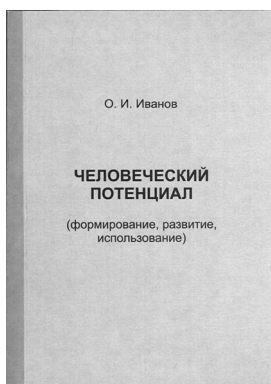 О. И. Иванов
ЧЕЛОВЕЧЕСКИЙ
ПОТЕНЦИАЛ
(формирование, развитие,
использование)